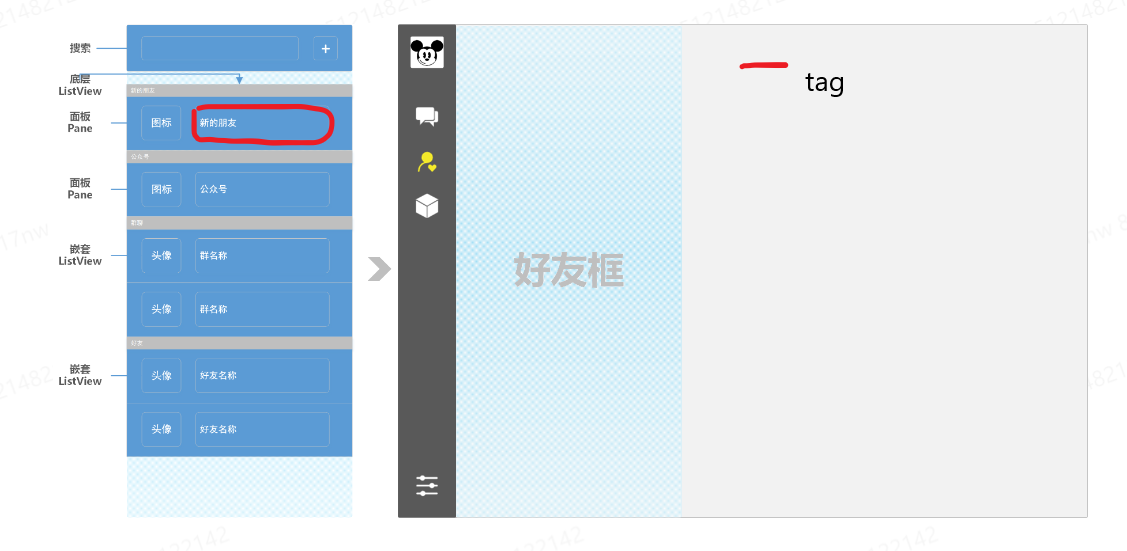 搜索
+
底层
ListView
新的朋友
面板
Pane
图标
新的朋友
公众号
面板
Pane
图标
公众号
嵌套
ListView
头像
群名称
头像
群名称
好友
嵌套
ListView
头像
好友名称
头像
好友名称
好友框
tag